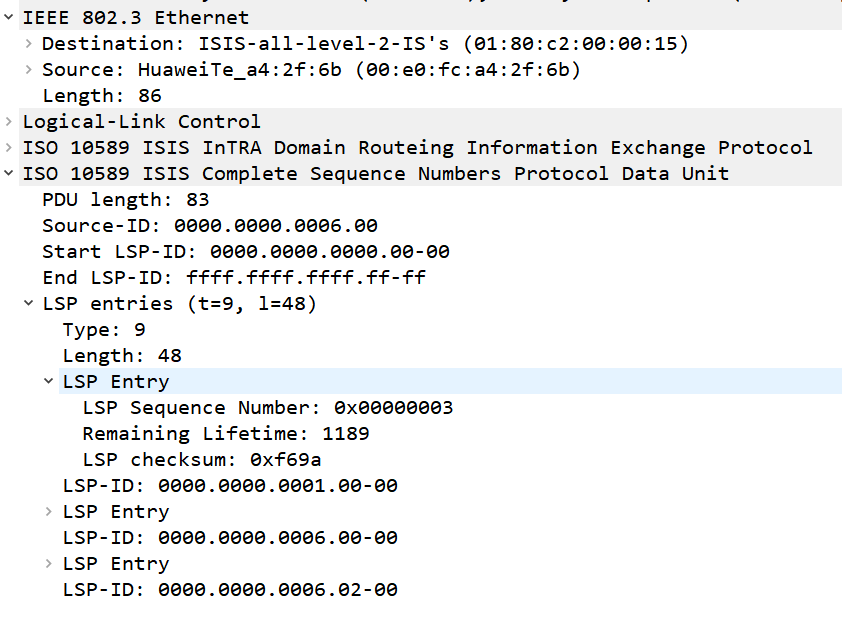 IEEE 802.3 Ethernet
Destination: ISIS-all-level-2-IS's (01:80:c2:00:00:15)
Source: HuaweiTe_a4:2f:6b (00:e0:fc:a4:2f:6b)
Length: 86
Logical-Link Control
ISO 10589 ISIS InTRA Domain Routeing Information Exchange Protocol
ISO 10589 ISIS Complete Sequence Numbers Protocol Data Unit
PDU length: 83
Source-ID: 0000.0000.0006.00
Start LSP-ID: 0000.0000.0000.00-00
End LSP-ID: ffff.ffff.ffff.ff-ff
LSP entries (t=9, l=48)
Type: 9
Length: 48
LSP Entry
LSP Sequence Number: 0x00000003
Remaining Lifetime: 1189
LSP checksum: 0xf69a
LSP-ID: 0000.0000.0001.00-00
LSP Entry
LSP-ID: 0000.0000.0006.00-00
LSP Entry
LSP-ID: 0000.0000.0006.02-00